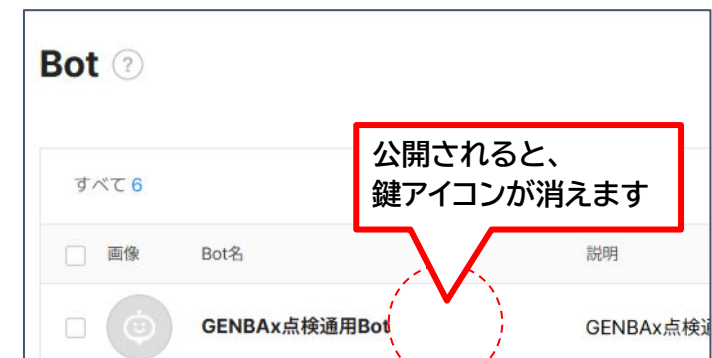 Bot ?
公開されると、
鍵アイコンが消えます
すべて 6
画像 Bot名 説明
GENBAx点検通用Bot GENBAx点検通